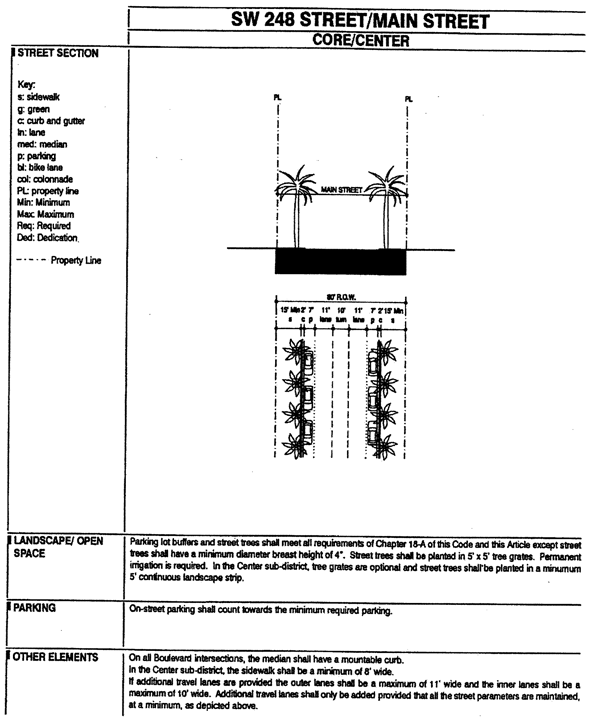 SW 248 STREET/MAIN STREET
CORE/CENTER
STREET SECTION
Key:
s: sidewalk
g: green
c: curb and gutter
ln: lane
med: median
p: parking
bl: bike lane
col: colonnade
PL: property line
Min: Minimum
Max: Maximum
Req: Required
Ded: Dedication
Property Line
PL PL
MAIN STREET
80' R.O.W.
15' Min 2' 7' 11' 10' 11' 7' 2' 15' Min
s c p lane turn lane p c s
LANDSCAPE/ OPEN SPACE
Parking lot buffers and street trees shall meet all requirements of Chapter 18-A of this Code and this Article except street
trees shall have a minimum diameter breast height of 4". Street trees shall be planted in 5' x 5' tree grates. Permanent
irrigation is required. In the Center sub-district, tree grates are optional and street trees shall be planted in a minumum
5' continuous landscape strip.
PARKING
On-street parking shall count towards the minimum required parking.
OTHER ELEMENTS
On all Boulevard intersections, the median shall have a mountable curb.
In the Center sub-district, the sidewalk shall be a minimum of 8' wide.
If additional travel lanes are provided the outer lanes shall be a maximum of 11' wide and the inner lanes shall be a
maximum of 10' wide. Additional travel lanes shall only be added provided that all the street parameters are maintained,
at a minimum, as depicted above.